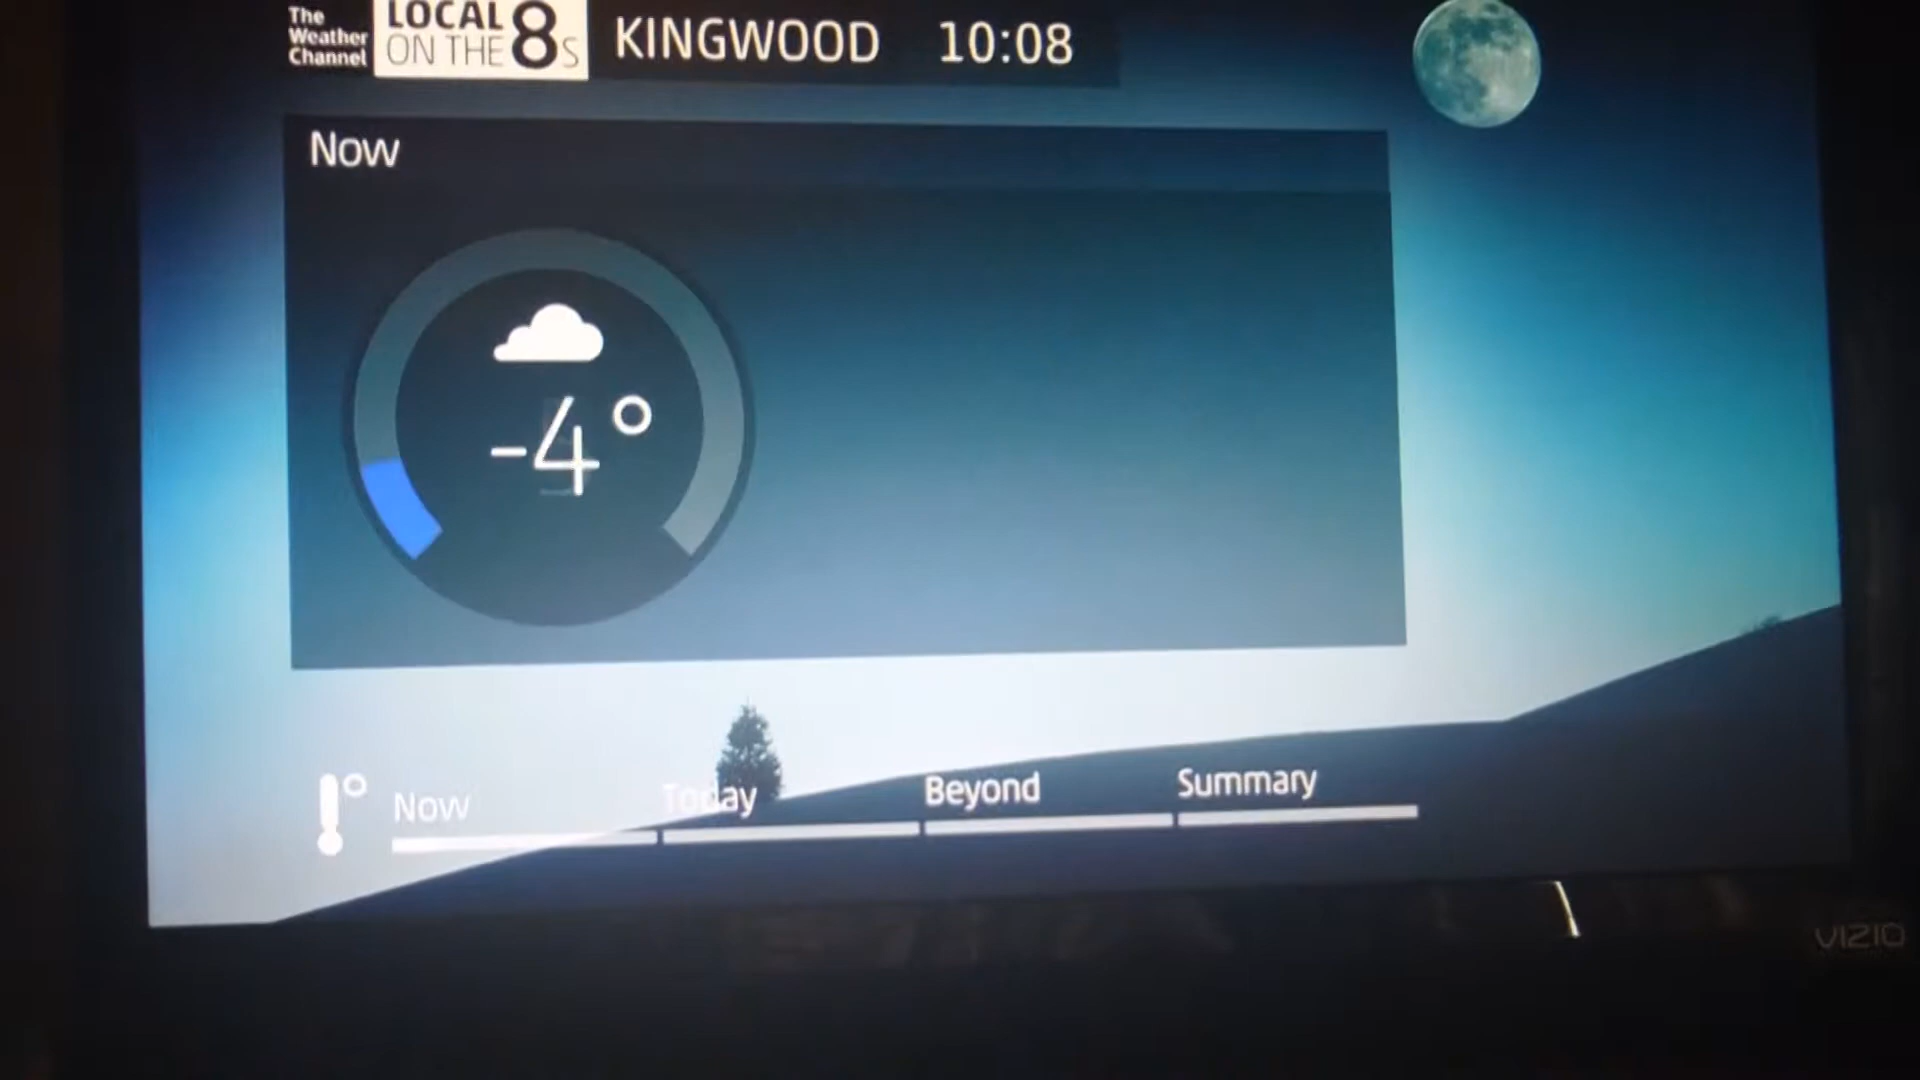 The
Weather
Channel
LOCAL
ON THE 8s
KINGWOOD 10:08
Now
-4°
Now Today Beyond Summary
VIZIO